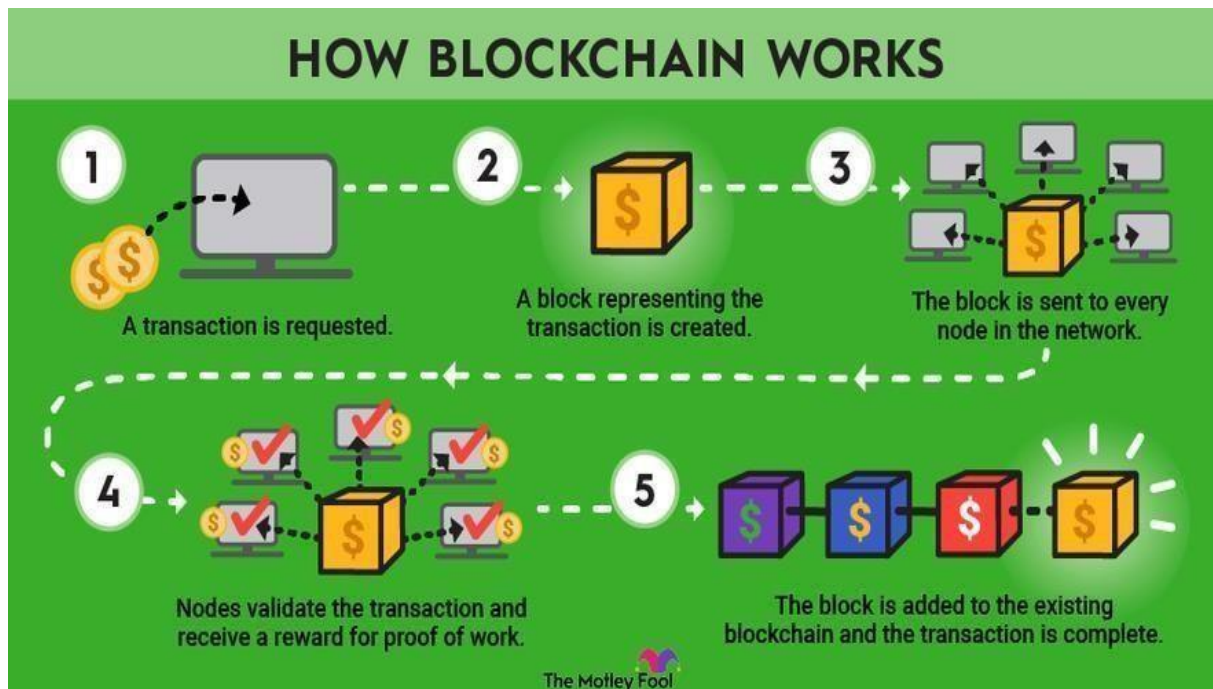 HOW BLOCKCHAIN WORKS
1
$
$
A transaction is requested.
2
$
A block representing the
transaction is created.
3
$
The block is sent to every
node in the network.
4
$
$
$
$
$
$
Nodes validate the transaction and
receive a reward for proof of work.
5
$
$
$
$
The block is added to the existing
blockchain and the transaction is complete.
The Motley Fool